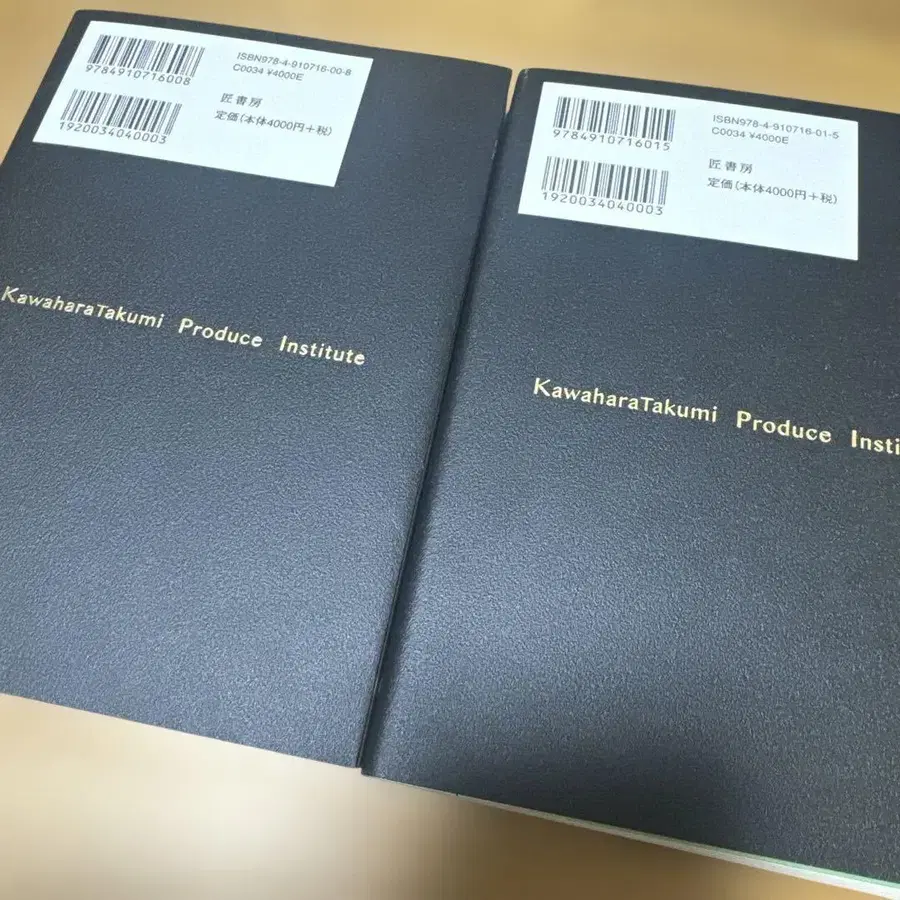 ISBN978-4-910716-00-8
C0034 ¥4000E
9784910716008
匠書房
定価(本体4000円+税)
1920034040003
KawaharaTakumi Produce Institute
ISBN978-4-910716-01-5
C0034 ¥4000E
9784910716015
匠書房
定価(本体4000円+税)
1920034040003
KawaharaTakumi Produce Insti